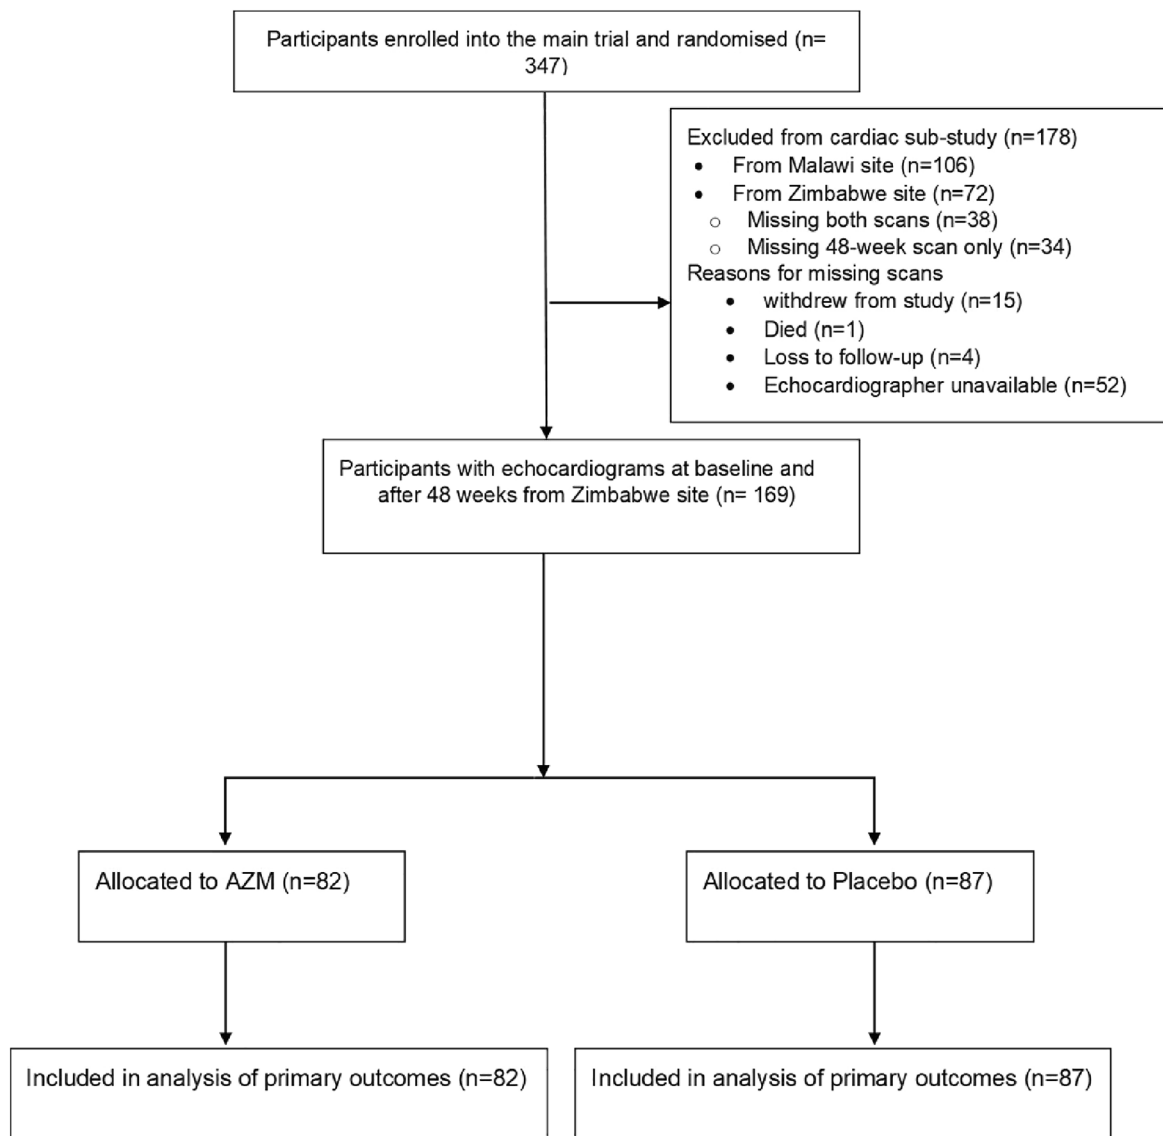 Participants enrolled into the main trial and randomised (n=
347)
Excluded from cardiac sub-study (n=178)
• From Malawi site (n=106)
• From Zimbabwe site (n=72)
o Missing both scans (n=38)
o Missing 48-week scan only (n=34)
Reasons for missing scans
• withdrew from study (n=15)
• Died (n=1)
• Loss to follow-up (n=4)
• Echocardiographer unavailable (n=52)
Participants with echocardiograms at baseline and
after 48 weeks from Zimbabwe site (n= 169)
Allocated to AZM (n=82)
Allocated to Placebo (n=87)
Included in analysis of primary outcomes (n=82)
Included in analysis of primary outcomes (n=87)